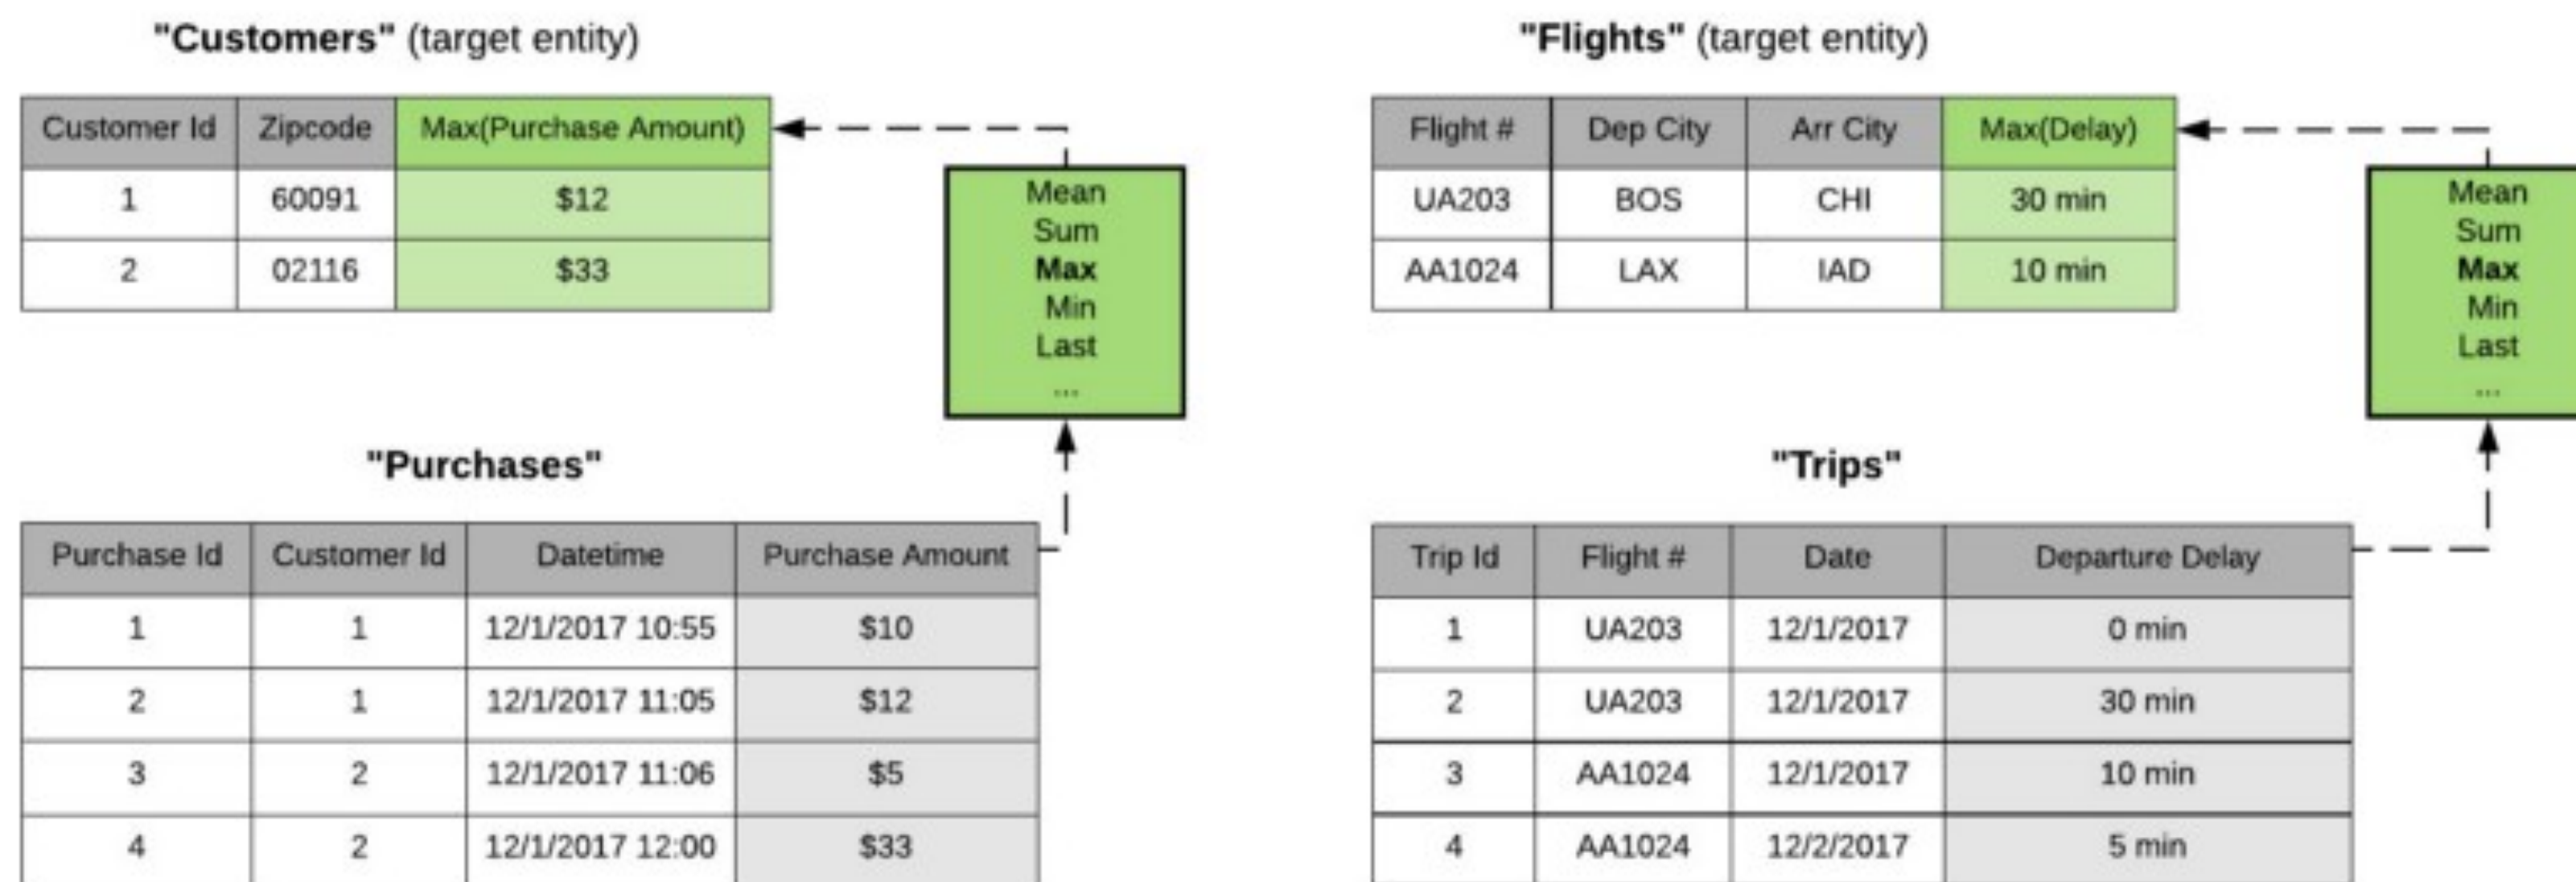 "Customers" (target entity)
Customer Id Zipcode Max(Purchase Amount)
1 60091 $12
2 02116 $33
Mean
Sum
Max
Min
Last
...
"Purchases"
Purchase Id Customer Id Datetime Purchase Amount
1 1 12/1/2017 10:55 $10
2 1 12/1/2017 11:05 $12
3 2 12/1/2017 11:06 $5
4 2 12/1/2017 12:00 $33
"Flights" (target entity)
Flight # Dep City Arr City Max(Delay)
UA203 BOS CHI 30 min
AA1024 LAX IAD 10 min
Mean
Sum
Max
Min
Last
...
"Trips"
Trip Id Flight # Date Departure Delay
1 UA203 12/1/2017 0 min
2 UA203 12/1/2017 30 min
3 AA1024 12/1/2017 10 min
4 AA1024 12/2/2017 5 min